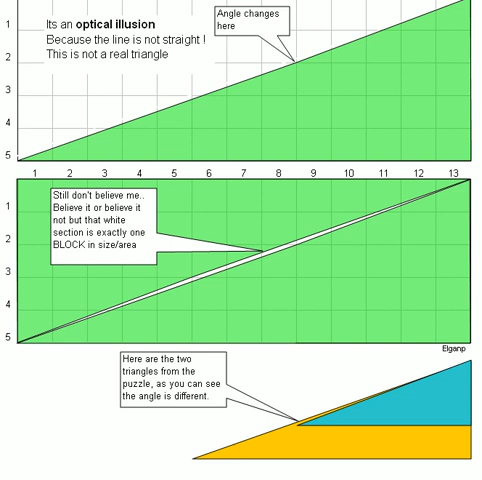 Its an optical illusion
Because the line is not straight !
This is not a real triangle
Angle changes
here
1
2
3
4
5
1 2 3 4 5 6 7 8 9 10 11 12 13
Still don't believe me..
Believe it or believe it
not but that white
section is exactly one
BLOCK in size/area
1
2
3
4
5
Elganp
Here are the two
triangles from the
puzzle, as you can see
the angle is different.